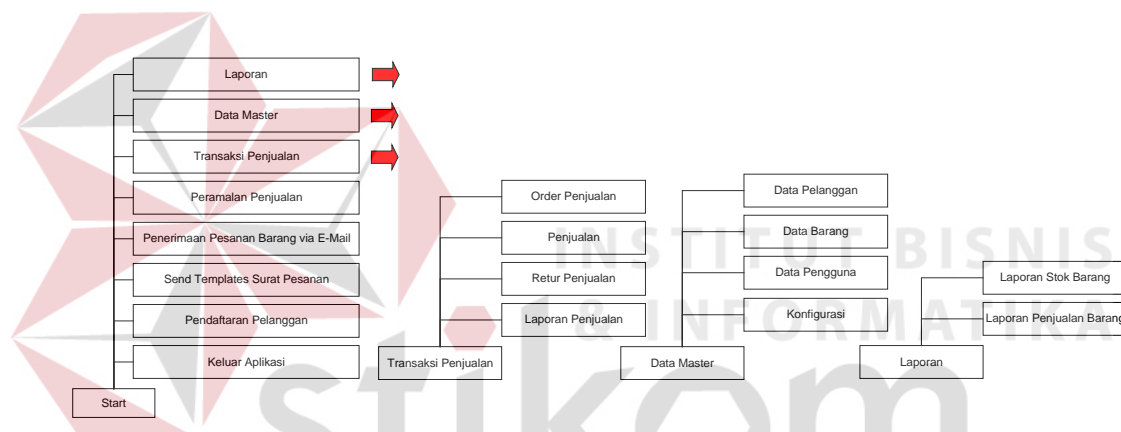 Laporan
Data Master
Transaksi Penjualan
Peramalan Penjualan
Penerimaan Pesanan Barang via E-Mail
Send Templates Surat Pesanan
Pendaftaran Pelanggan
Keluar Aplikasi
Start
Order Penjualan
Penjualan
Retur Penjualan
Laporan Penjualan
Transaksi Penjualan
Data Pelanggan
Data Barang
Data Pengguna
Konfigurasi
Data Master
Laporan Stok Barang
Laporan Penjualan Barang
Laporan
INSTITUT BISNIS
& INFORMATIKA
stikom